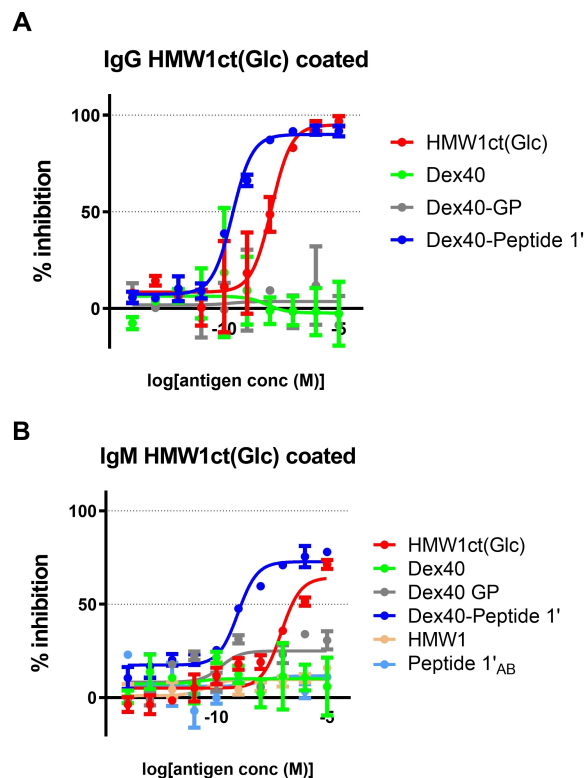 A
IgG HMW1ct(Glc) coated
100
50
0
-10
-5
% inhibition
log[antigen conc (M)]
HMW1ct(Glc)
Dex40
Dex40-GP
Dex40-Peptide 1'
B
IgM HMW1ct(Glc) coated
100
50
0
-10
-5
% inhibition
log[antigen conc (M)]
HMW1ct(Glc)
Dex40
Dex40 GP
Dex40-Peptide 1'
HMW1
Peptide 1'AB